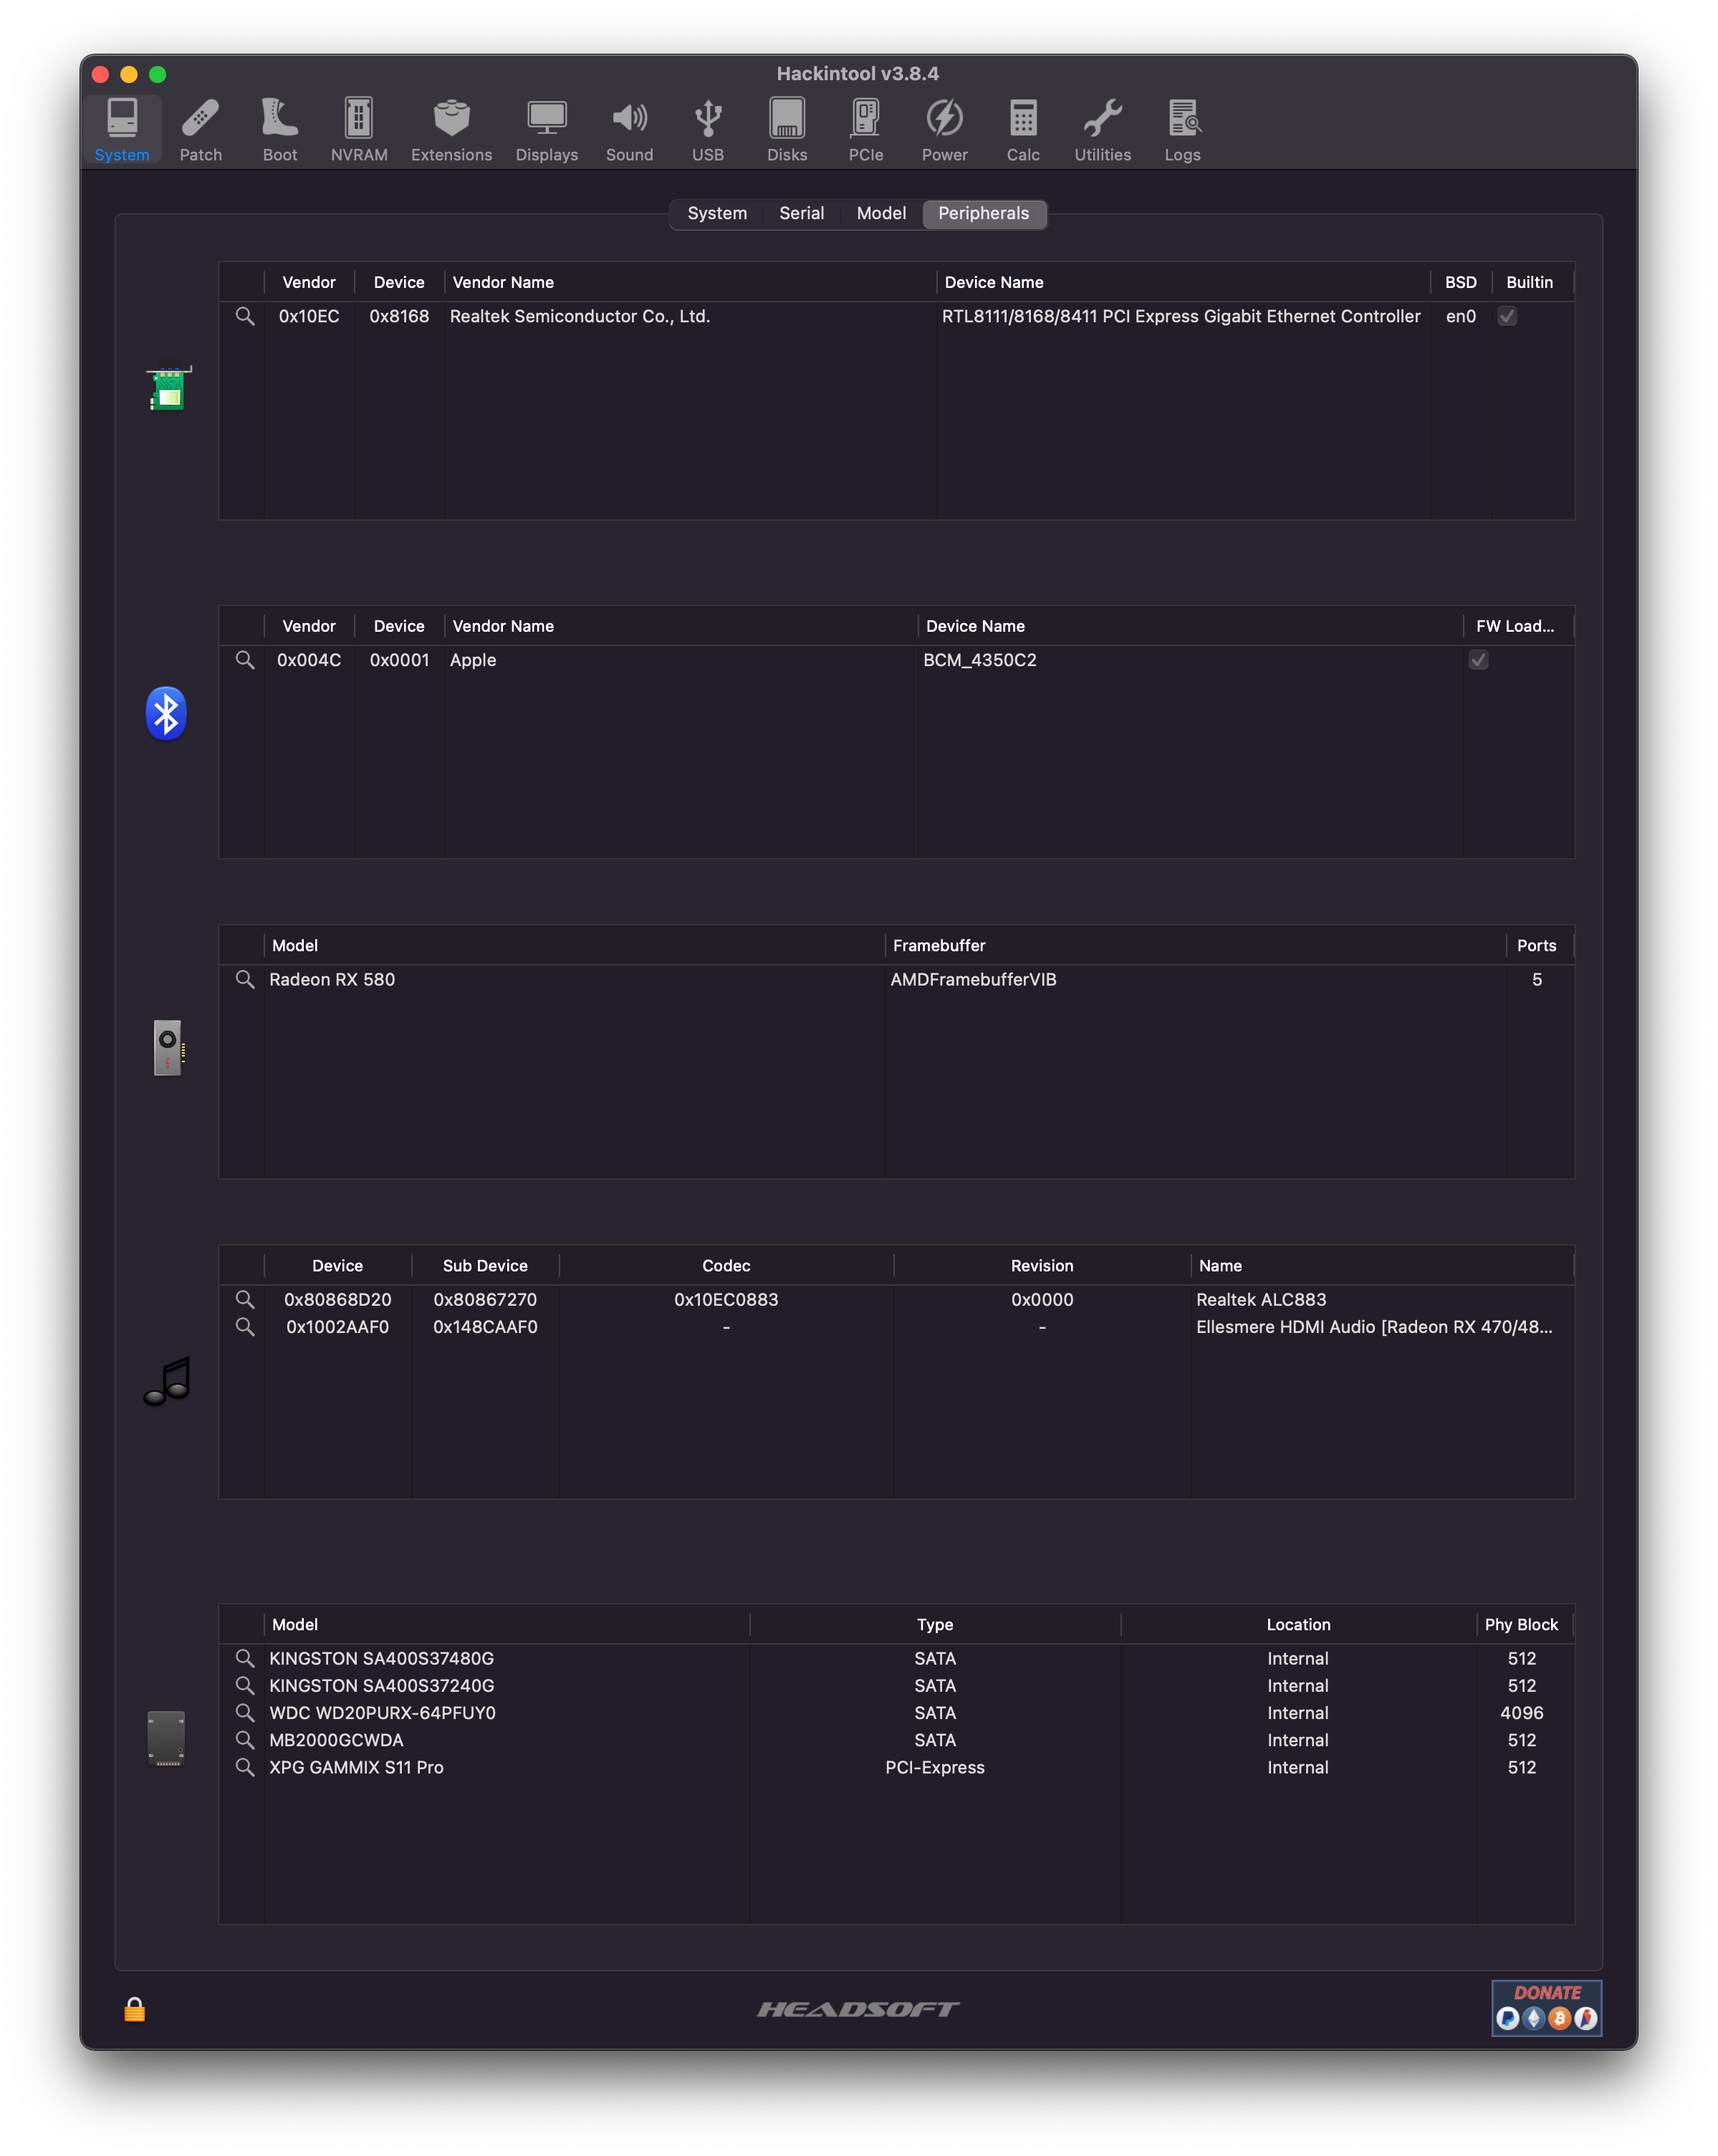 Hackintool v3.8.4
System Patch Boot NVRAM Extensions Displays Sound USB Disks PCIe Power Calc Utilities Logs
System Serial Model Peripherals
Vendor Device Vendor Name Device Name BSD Builtin
0x10EC 0x8168 Realtek Semiconductor Co., Ltd. RTL8111/8168/8411 PCI Express Gigabit Ethernet Controller en0
Vendor Device Vendor Name Device Name FW Load...
0x004C 0x0001 Apple BCM_4350C2
Model Framebuffer Ports
Radeon RX 580 AMDFramebufferVIB 5
Device Sub Device Codec Revision Name
0x80868D20 0x80867270 0x10EC0883 0x0000 Realtek ALC883
0x1002AAF0 0x148CAAF0 - - Ellesmere HDMI Audio [Radeon RX 470/48...
Model Type Location Phy Block
KINGSTON SA400S37480G SATA Internal 512
KINGSTON SA400S37240G SATA Internal 512
WDC WD20PURX-64PFUY0 SATA Internal 4096
MB2000GCWDA SATA Internal 512
XPG GAMMIX S11 Pro PCI-Express Internal 512
HEADSOFT
DONATE